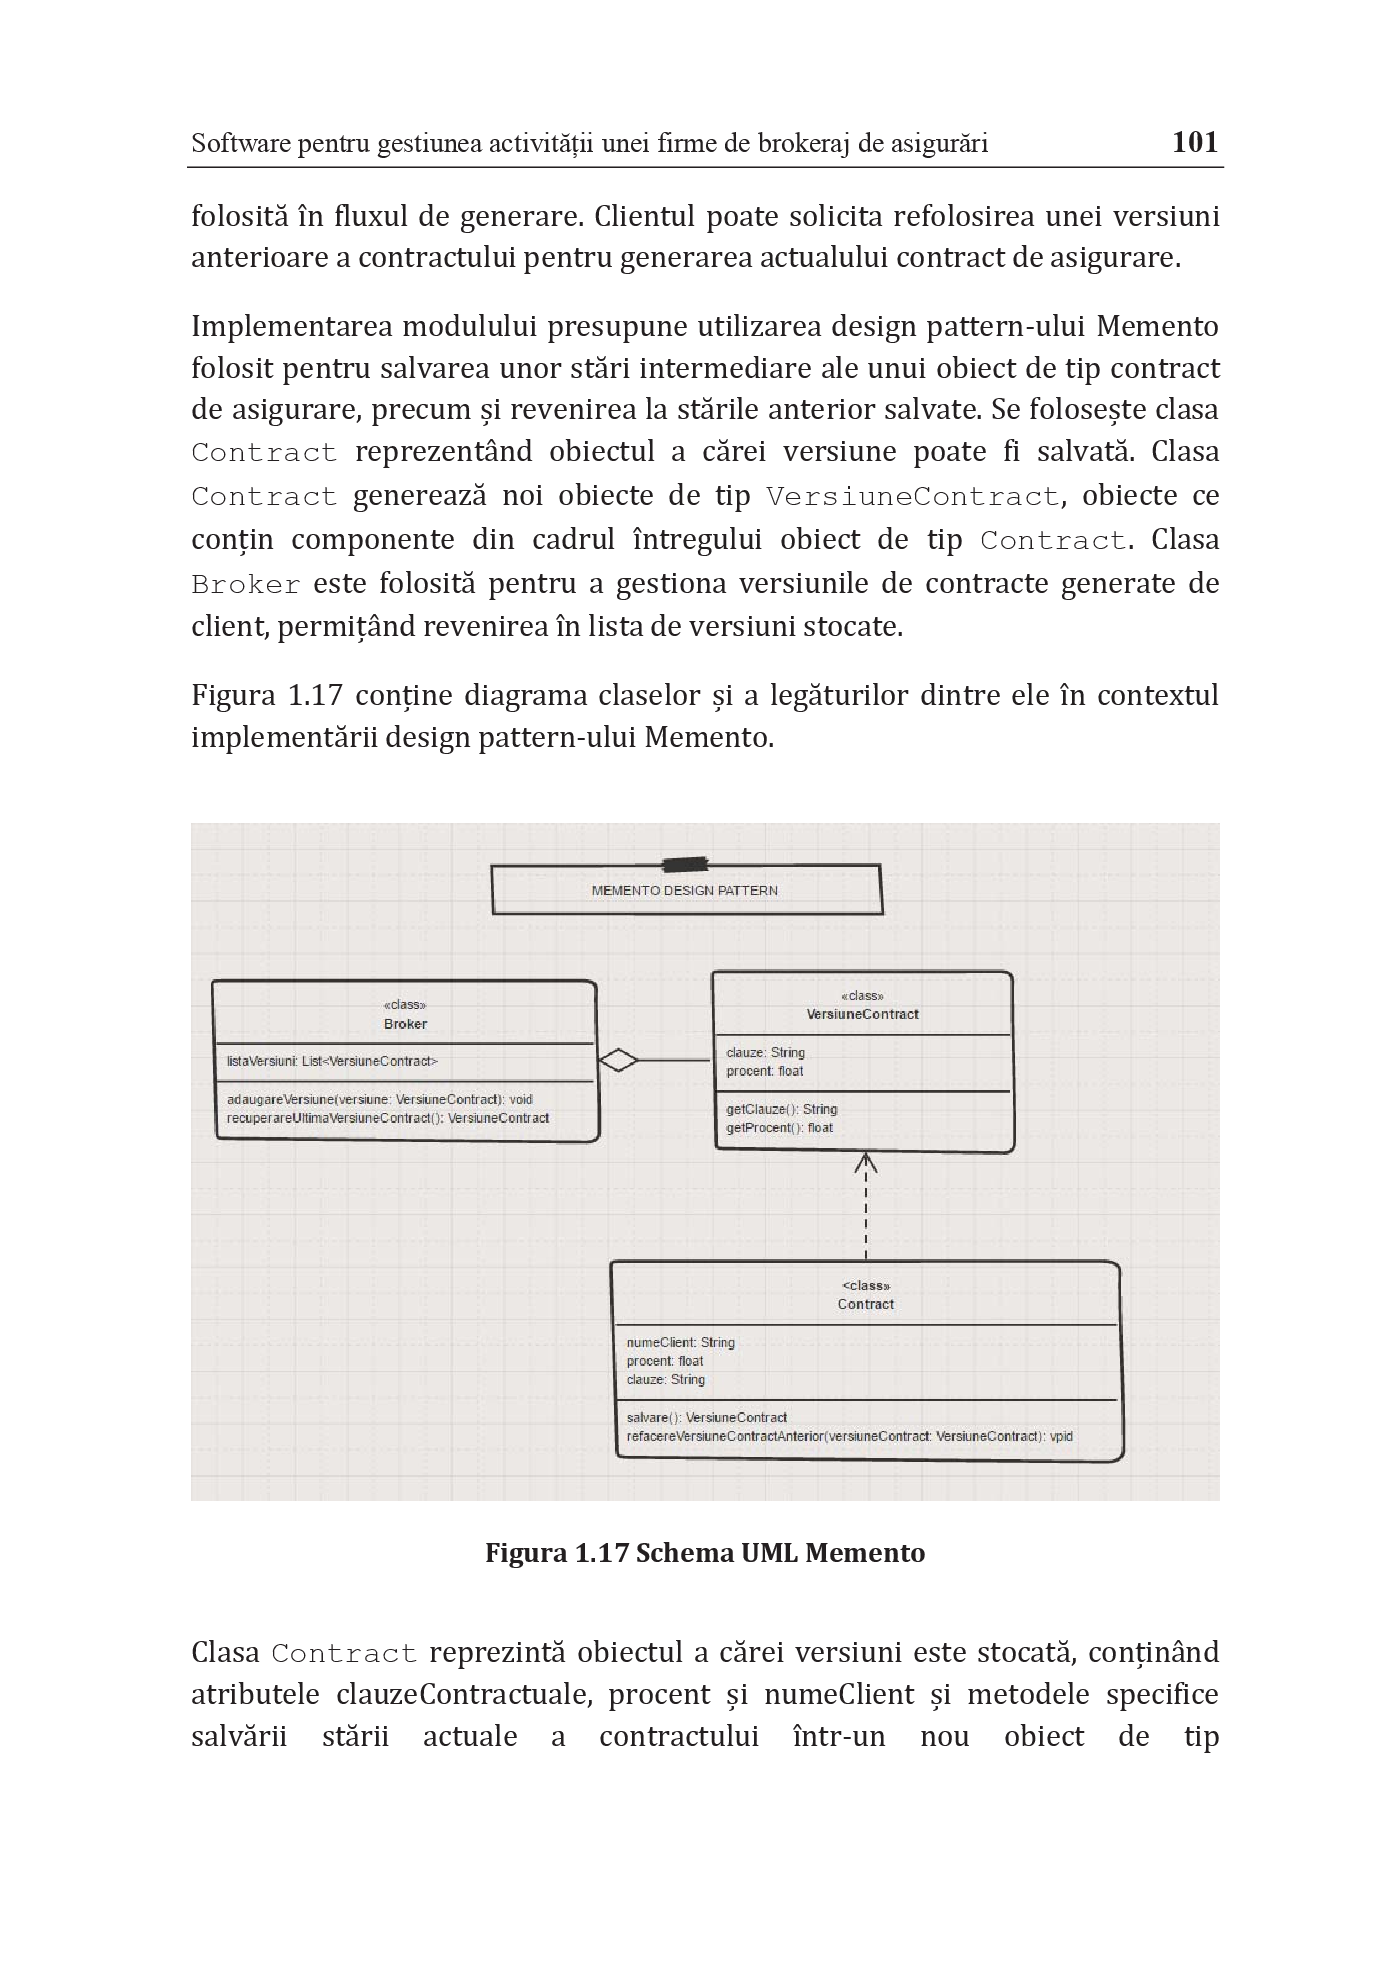 Software pentru gestiunea activității unei firme de brokeraj de asigurări 101
folosită în fluxul de generare. Clientul poate solicita refolosirea unei versiuni
anterioare a contractului pentru generarea actualului contract de asigurare.
Implementarea modulului presupune utilizarea design pattern-ului Memento
folosit pentru salvarea unor stări intermediare ale unui obiect de tip contract
de asigurare, precum și revenirea la stările anterior salvate. Se folosește clasa
Contract reprezentând obiectul a cărei versiune poate fi salvată. Clasa
Contract generează noi obiecte de tip VersiuneContract, obiecte ce
conțin componente din cadrul întregului obiect de tip Contract. Clasa
Broker este folosită pentru a gestiona versiunile de contracte generate de
client, permițând revenirea în lista de versiuni stocate.
Figura 1.17 conține diagrama claselor și a legăturilor dintre ele în contextul
implementării design pattern-ului Memento.
MEMENTO DESIGN PATTERN
«class»
Broker
listaVersiuni: List<VersiuneContract>
adaugareVersiune(versiune: VersiuneContract): void
recuperareUltimaVersiuneContract(): VersiuneContract
«class»
VersiuneContract
clauze: String
procent: float
getClauze(): String
getProcent(): float
<class»
Contract
numeClient: String
procent: float
clauze: String
salvare(): VersiuneContract
refacereVersiuneContractAnterior(versiuneContract: VersiuneContract): vpid
Figura 1.17 Schema UML Memento
Clasa Contract reprezintă obiectul a cărei versiuni este stocată, conținând
atributele clauzeContractuale, procent și numeClient și metodele specifice
salvării stării actuale a contractului într-un nou obiect de tip